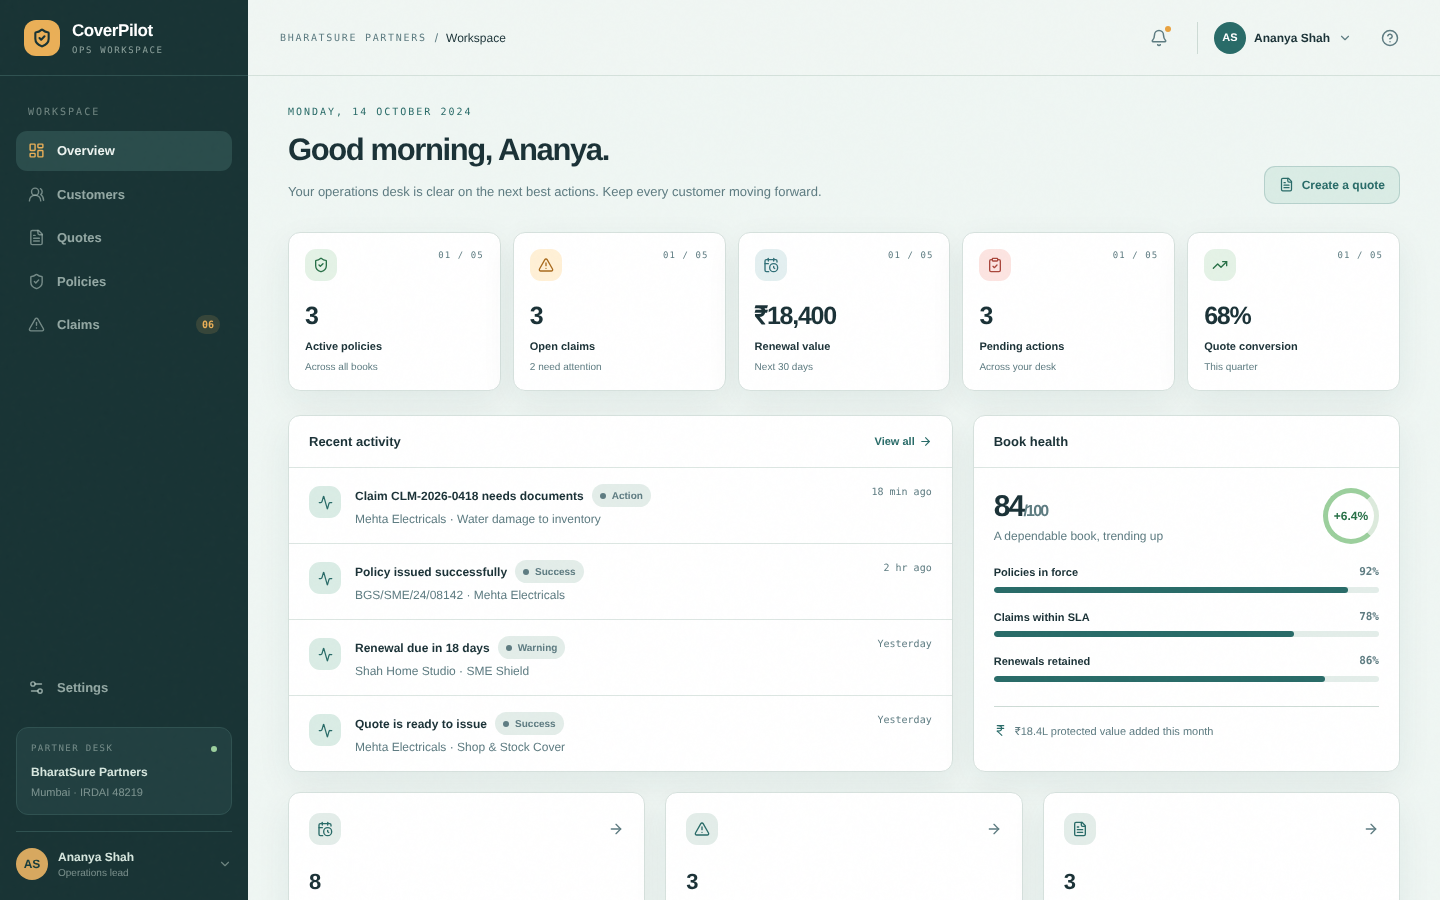 CoverPilot
OPS WORKSPACE
WORKSPACE
Overview
Customers
Quotes
Policies
Claims 06
Settings
PARTNER DESK
BharatSure Partners
Mumbai · IRDAI 48219
AS Ananya Shah
Operations lead
BHARATSURE PARTNERS / Workspace
AS Ananya Shah
MONDAY, 14 OCTOBER 2024
Good morning, Ananya.
Your operations desk is clear on the next best actions. Keep every customer moving forward.
Create a quote
01 / 05
3
Active policies
Across all books
01 / 05
3
Open claims
2 need attention
01 / 05
₹18,400
Renewal value
Next 30 days
01 / 05
3
Pending actions
Across your desk
01 / 05
68%
Quote conversion
This quarter
Recent activity
View all
Claim CLM-2026-0418 needs documents Action 18 min ago
Mehta Electricals · Water damage to inventory
Policy issued successfully Success 2 hr ago
BGS/SME/24/08142 · Mehta Electricals
Renewal due in 18 days Warning Yesterday
Shah Home Studio · SME Shield
Quote is ready to issue Success Yesterday
Mehta Electricals · Shop & Stock Cover
Book health
84/100
+6.4%
A dependable book, trending up
Policies in force 92%
Claims within SLA 78%
Renewals retained 86%
₹ ₹18.4L protected value added this month
8
3
3